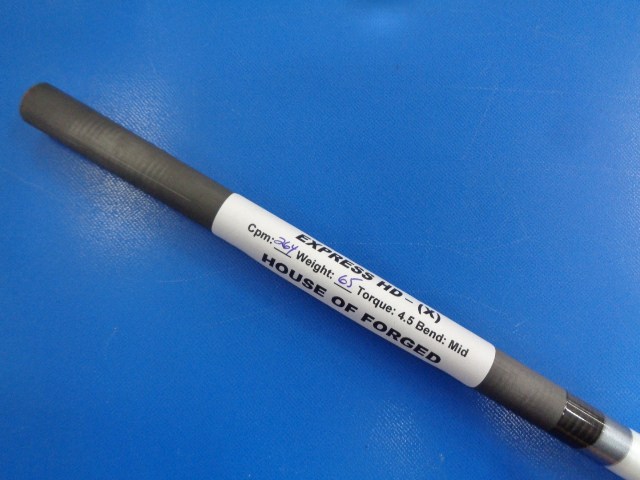 EXPRESS HD - (X)
Cpm: 264 Weight: 65 Torque: 4.5 Bend: Mid
HOUSE OF FORGED